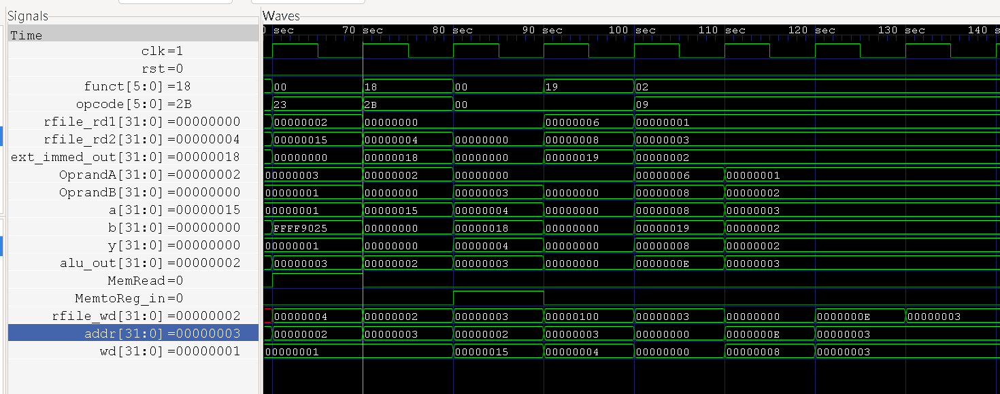 Signals Waves
Time 0 sec 70 sec 80 sec 90 sec 100 sec 110 sec 120 sec 130 sec 140 s
clk=1
rst=0
funct[5:0]=18 00 18 00 19 02
opcode[5:0]=2B 23 2B 00 09
rfile_rd1[31:0]=00000000 00000002 00000000 00000006 00000001
rfile_rd2[31:0]=00000004 00000015 00000004 00000000 00000008 00000003
ext_immed_out[31:0]=00000018 00000000 00000018 00000000 00000019 00000002
OprandA[31:0]=00000002 00000003 00000002 00000000 00000006 00000001
OprandB[31:0]=00000000 00000001 00000000 00000003 00000000 00000008 00000002
a[31:0]=00000015 00000001 00000015 00000004 00000000 00000008 00000003
b[31:0]=00000000 FFFF9025 00000000 00000018 00000000 00000019 00000002
y[31:0]=00000000 00000001 00000000 00000004 00000000 00000008 00000002
alu_out[31:0]=00000002 00000003 00000002 00000003 00000000 0000000E 00000003
MemRead=0
MemtoReg_in=0
rfile_wd[31:0]=00000002 00000004 00000002 00000003 00000100 00000003 00000000 0000000E 00000003
addr[31:0]=00000003 00000002 00000003 00000002 00000003 00000000 0000000E 00000003
wd[31:0]=00000001 00000001 00000015 00000004 00000000 00000008 00000003